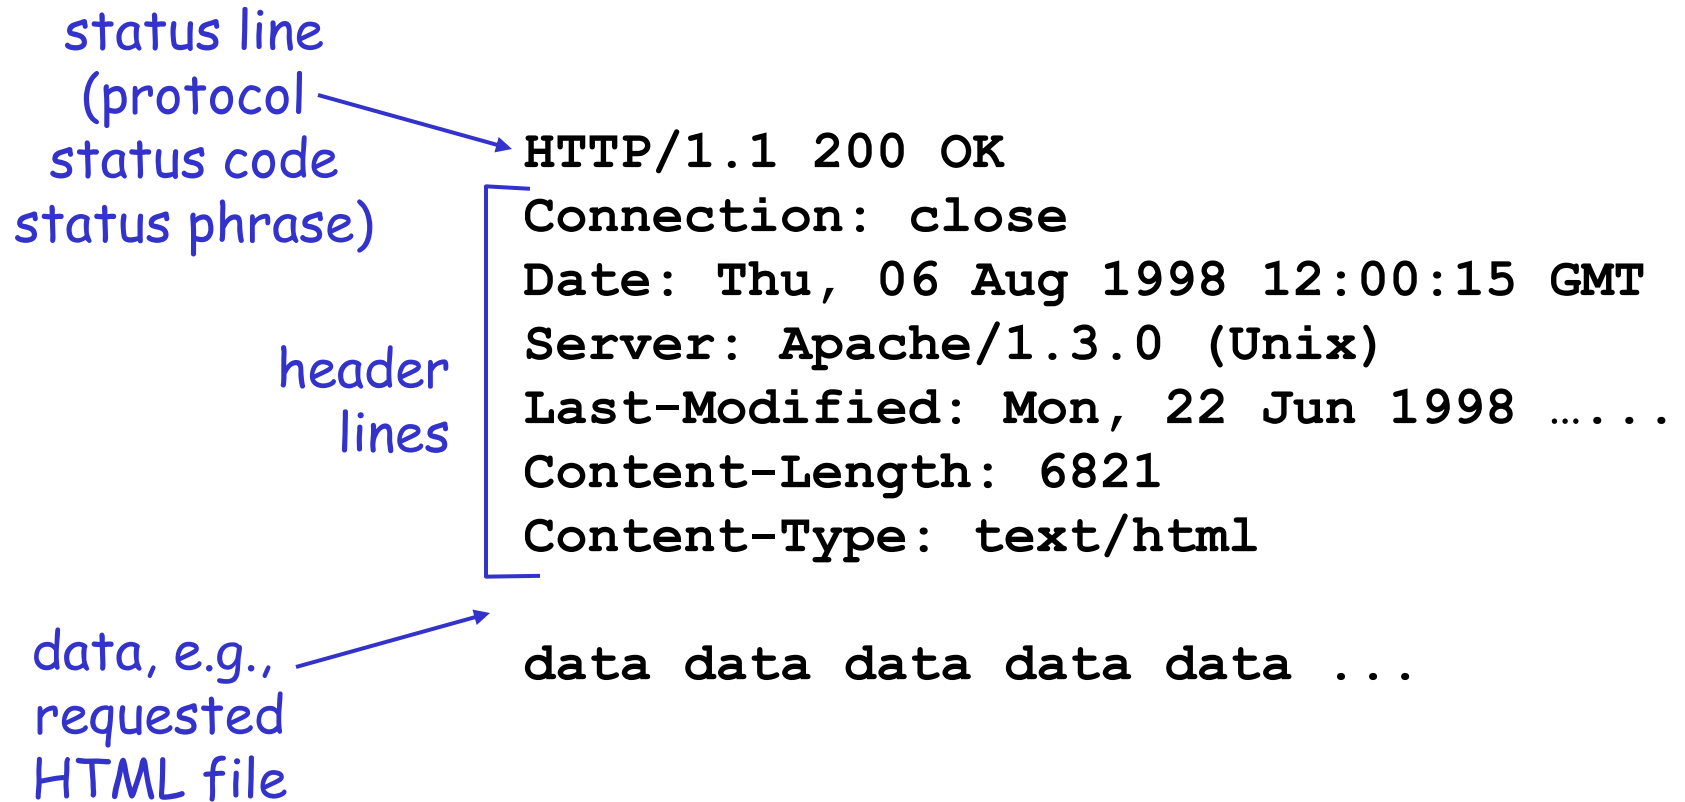 status line
(protocol
status code
status phrase)
HTTP/1.1 200 OK
Connection: close
Date: Thu, 06 Aug 1998 12:00:15 GMT
Server: Apache/1.3.0 (Unix)
Last-Modified: Mon, 22 Jun 1998 …...
Content-Length: 6821
Content-Type: text/html
header
lines
data, e.g.,
requested
HTML file
data data data data data ...